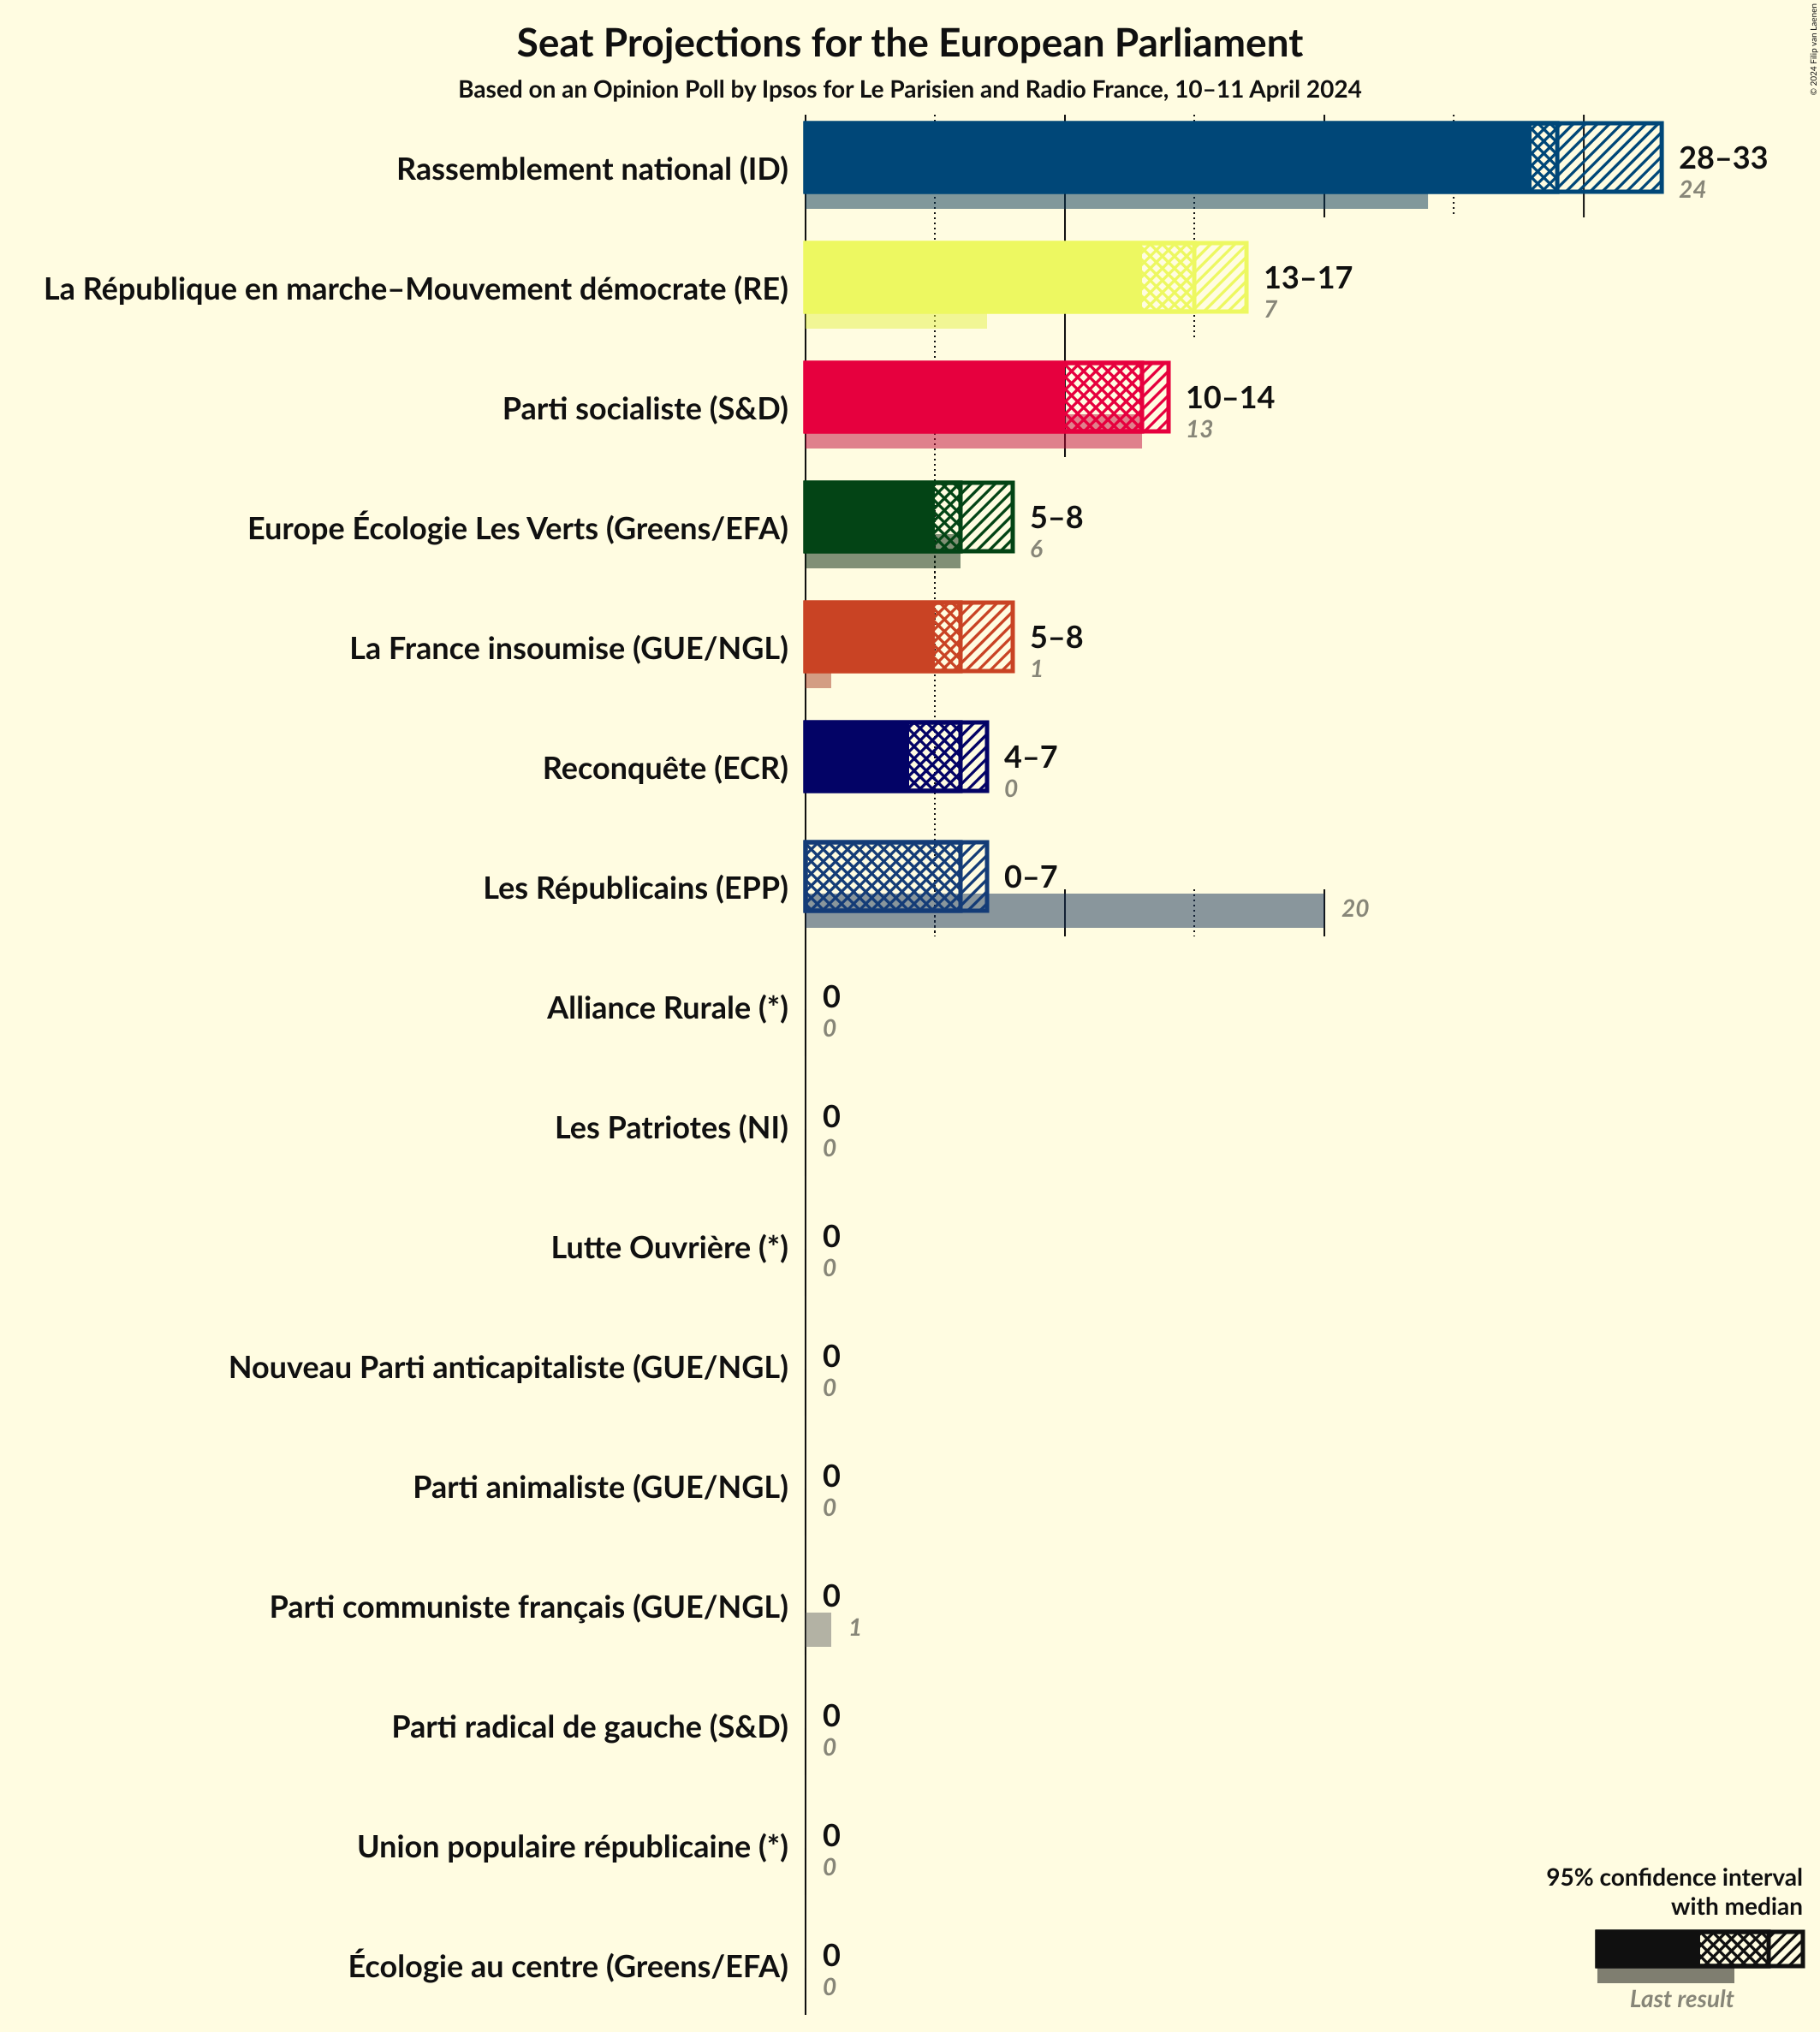 Seat Projections for the European Parliament
Based on an Opinion Poll by Ipsos for Le Parisien and Radio France, 10–11 April 2024
© 2024 Filip van Laenen
Rassemblement national (ID)
28–33
24
La République en marche–Mouvement démocrate (RE)
13–17
7
Parti socialiste (S&D)
10–14
13
Europe Écologie Les Verts (Greens/EFA)
5–8
6
La France insoumise (GUE/NGL)
5–8
1
Reconquête (ECR)
4–7
0
Les Républicains (EPP)
0–7
20
Alliance Rurale (*)
0
0
Les Patriotes (NI)
0
0
Lutte Ouvrière (*)
0
0
Nouveau Parti anticapitaliste (GUE/NGL)
0
0
Parti animaliste (GUE/NGL)
0
0
Parti communiste français (GUE/NGL)
0
1
Parti radical de gauche (S&D)
0
0
Union populaire républicaine (*)
0
0
Écologie au centre (Greens/EFA)
0
0
95% confidence interval
with median
Last result